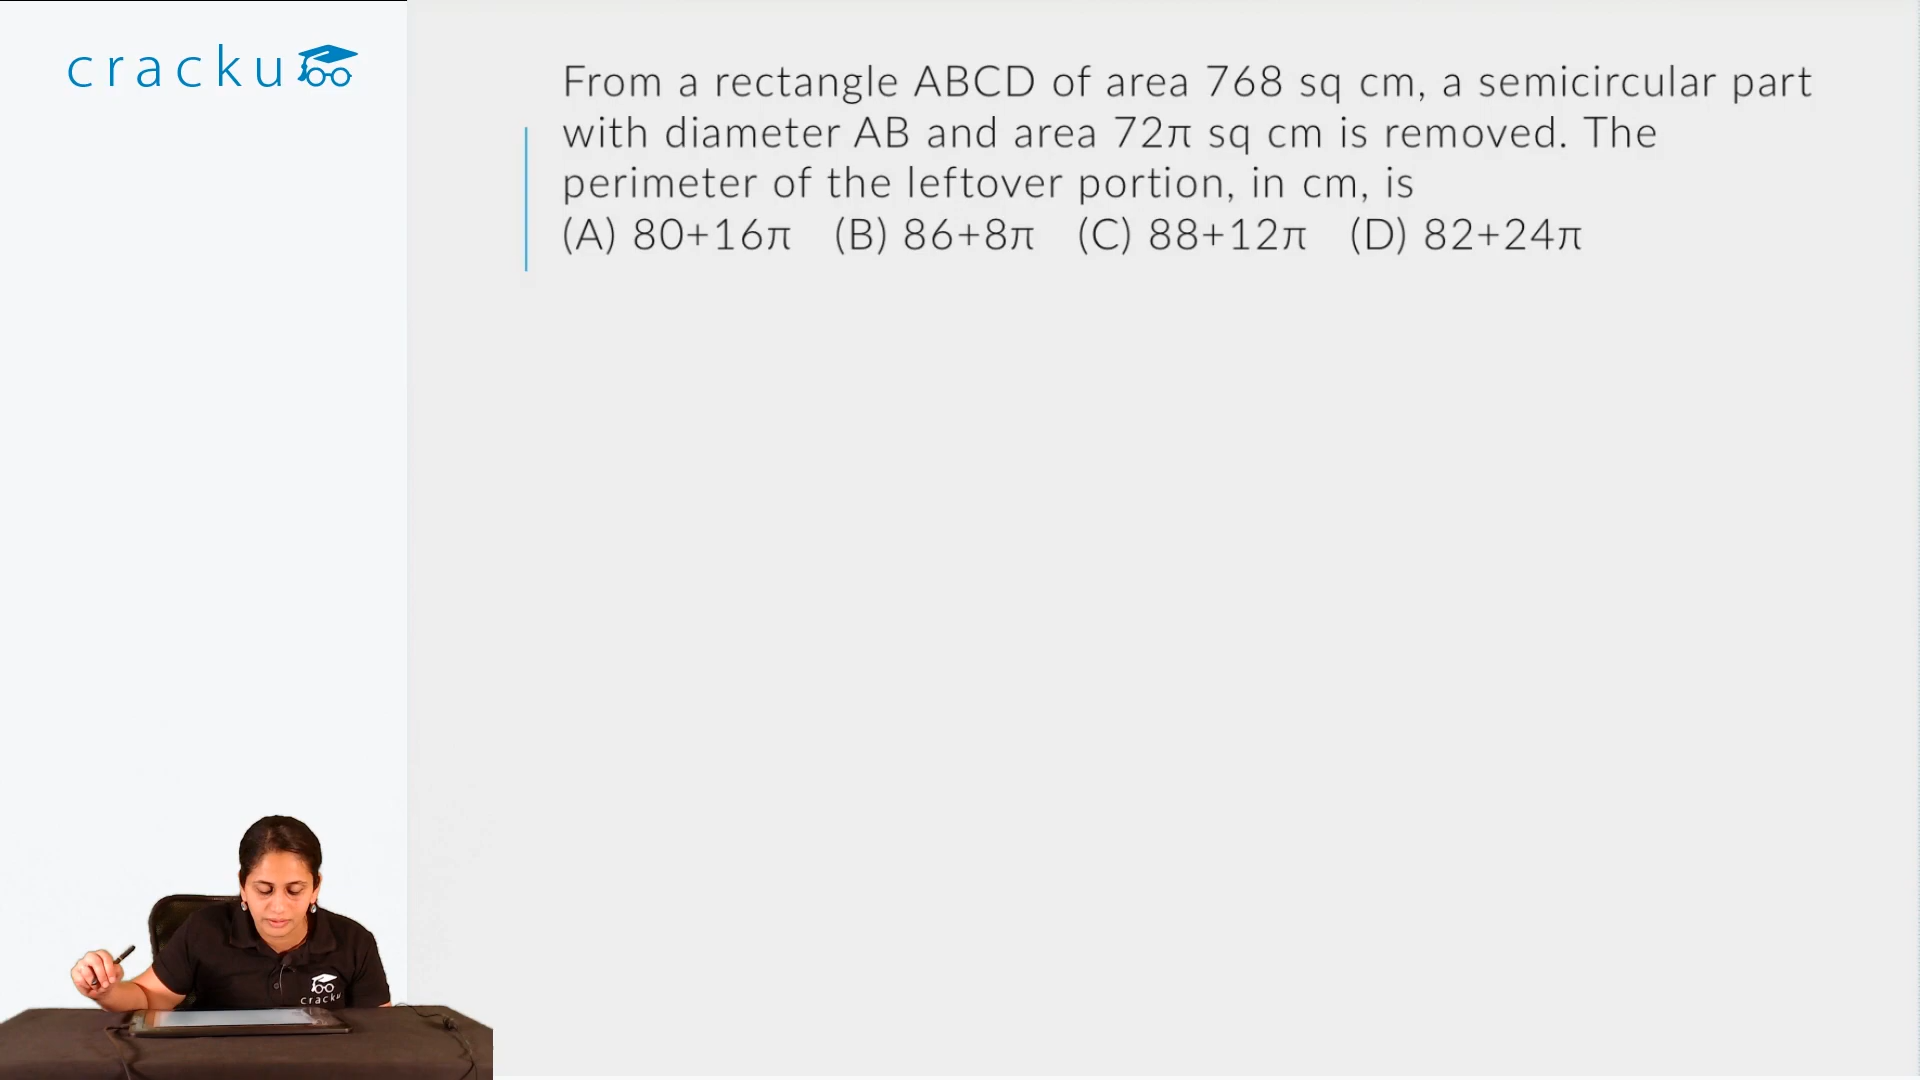 cracku
From a rectangle ABCD of area 768 sq cm, a semicircular part
with diameter AB and area 72π sq cm is removed. The
perimeter of the leftover portion, in cm, is
(A) 80+16π (B) 86+8π (C) 88+12π (D) 82+24π
cracku